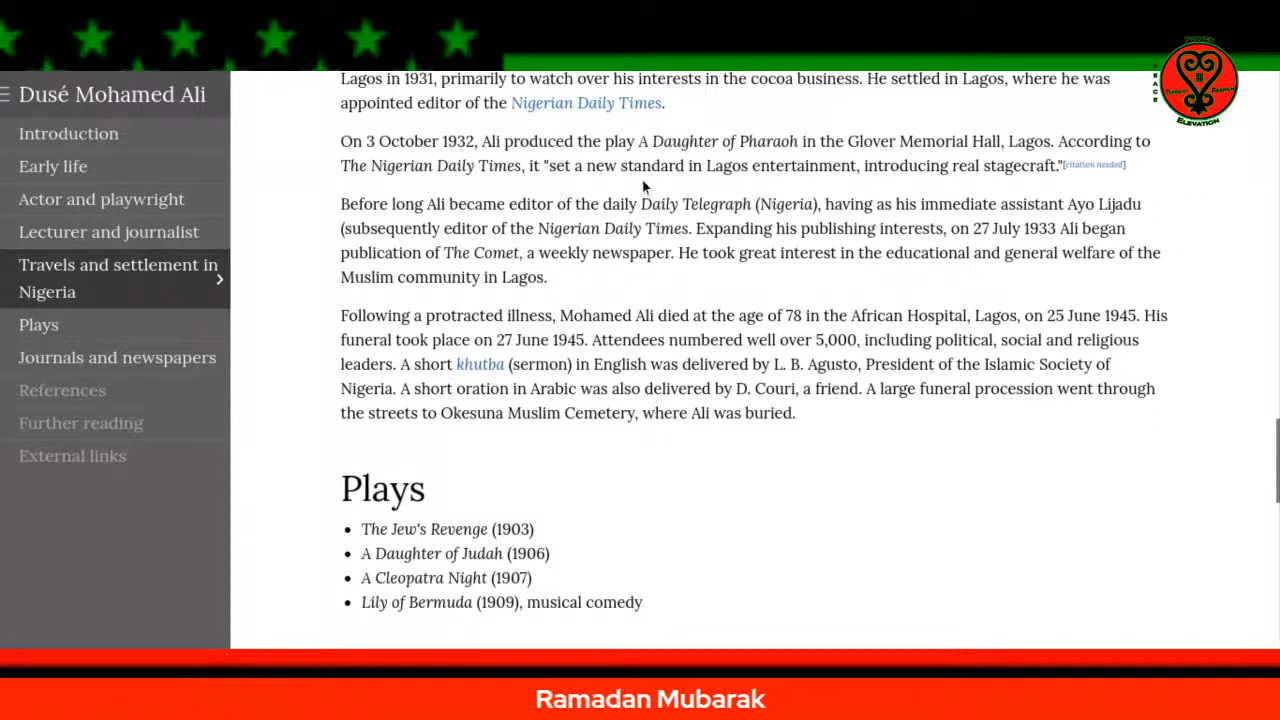 Dusé Mohamed Ali
Introduction
Early life
Actor and playwright
Lecturer and journalist
Travels and settlement in
Nigeria
Plays
Journals and newspapers
References
Further reading
External links
Lagos in 1931, primarily to watch over his interests in the cocoa business. He settled in Lagos, where he was
appointed editor of the Nigerian Daily Times.
On 3 October 1932, Ali produced the play A Daughter of Pharaoh in the Glover Memorial Hall, Lagos. According to
The Nigerian Daily Times, it "set a new standard in Lagos entertainment, introducing real stagecraft."[citation needed]
Before long Ali became editor of the daily Daily Telegraph (Nigeria), having as his immediate assistant Ayo Lijadu
(subsequently editor of the Nigerian Daily Times. Expanding his publishing interests, on 27 July 1933 Ali began
publication of The Comet, a weekly newspaper. He took great interest in the educational and general welfare of the
Muslim community in Lagos.
Following a protracted illness, Mohamed Ali died at the age of 78 in the African Hospital, Lagos, on 25 June 1945. His
funeral took place on 27 June 1945. Attendees numbered well over 5,000, including political, social and religious
leaders. A short khutba (sermon) in English was delivered by L. B. Agusto, President of the Islamic Society of
Nigeria. A short oration in Arabic was also delivered by D. Couri, a friend. A large funeral procession went through
the streets to Okesuna Muslim Cemetery, where Ali was buried.
Plays
The Jew's Revenge (1903)
A Daughter of Judah (1906)
A Cleopatra Night (1907)
Lily of Bermuda (1909), musical comedy
POWER
PEACE
ELEVATION
Ramadan Mubarak